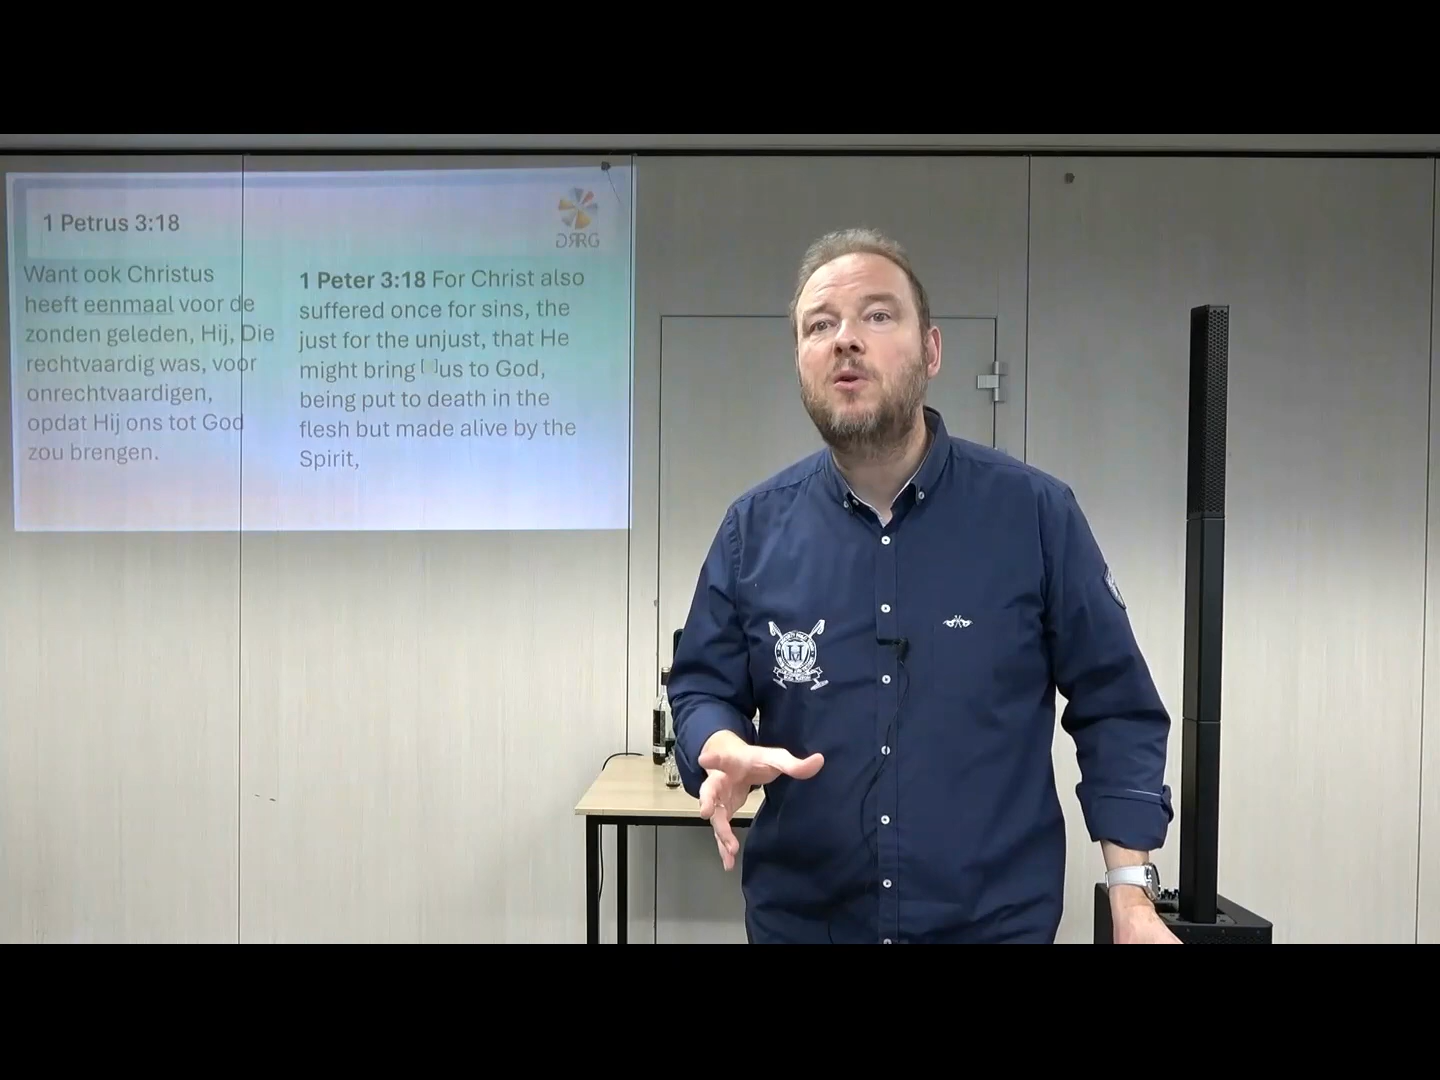 1 Petrus 3:18
Want ook Christus
heeft eenmaal voor de
zonden geleden, Hij, Die
rechtvaardig was, voor
onrechtvaardigen,
opdat Hij ons tot God
zou brengen.
1 Peter 3:18 For Christ also
suffered once for sins, the
just for the unjust, that He
might bring [ ]us to God,
being put to death in the
flesh but made alive by the
Spirit,